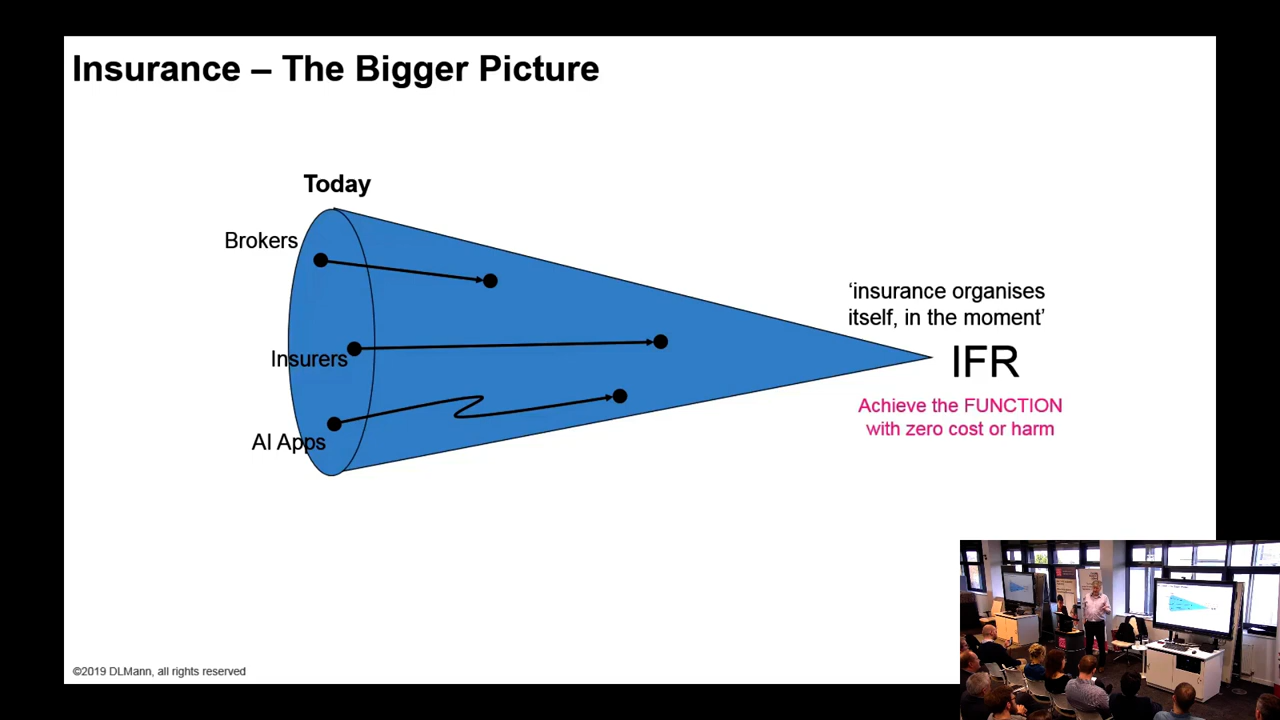 Insurance – The Bigger Picture
Today
Brokers
Insurers
AI Apps
‘insurance organises
itself, in the moment’
IFR
Achieve the FUNCTION
with zero cost or harm
©2019 DLMann, all rights reserved